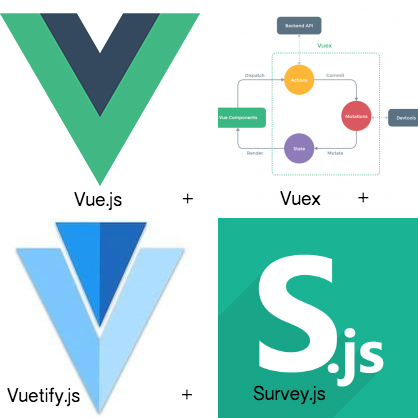 Backend API
Vuex
Dispatch
Commit
Actions
Vue Components
Mutations
Devtools
State
Render
Mutate
Vue.js +
Vuex +
S.js
Vuetify.js +
Survey.js